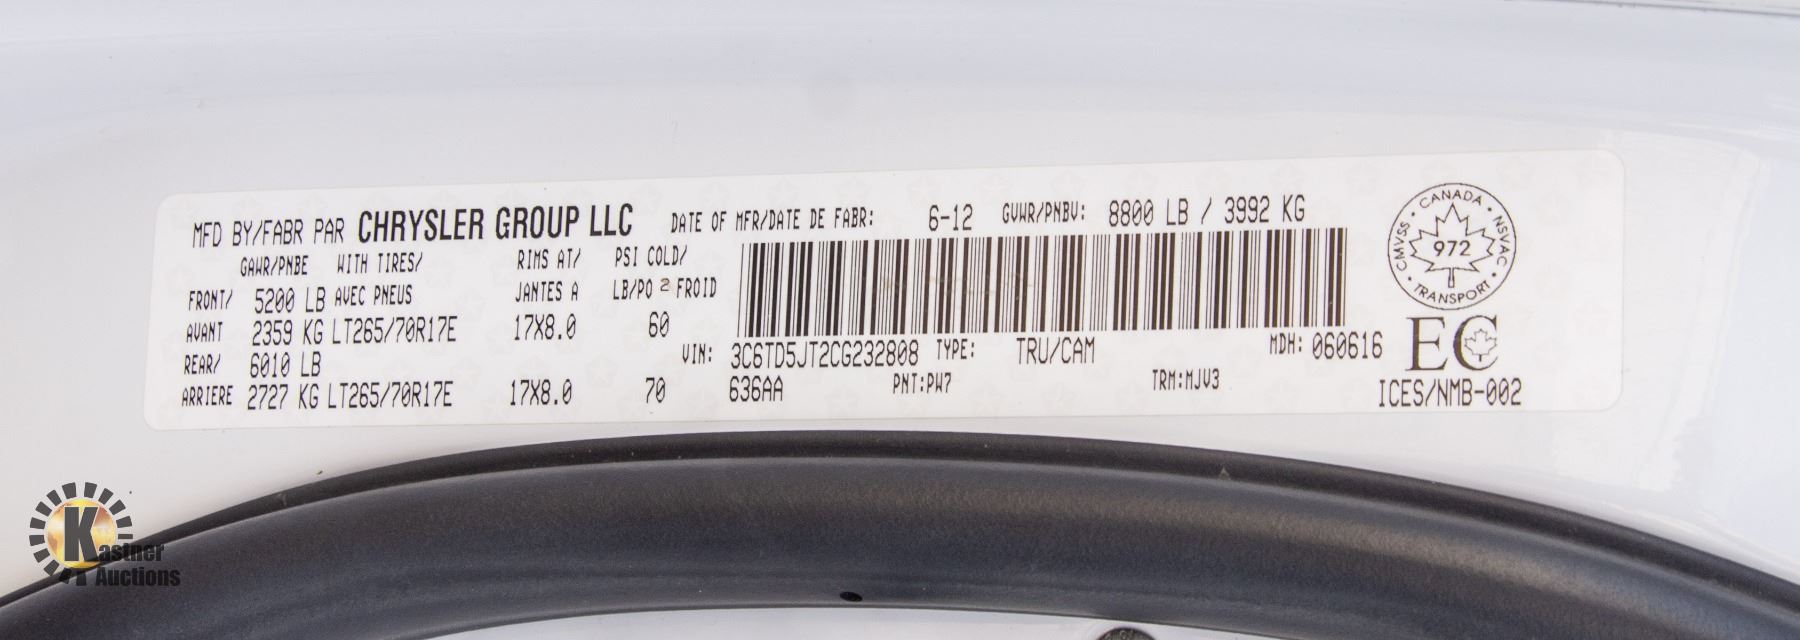 MFD BY/FABR PAR CHRYSLER GROUP LLC DATE OF MFR/DATE DE FABR: 6-12 GVWR/PNBV: 8800 LB / 3992 KG
GAWR/PNBE WITH TIRES/ RIMS AT/ PSI COLD/
FRONT/ 5200 LB AVEC PNEUS JANTES A LB/PO 2 FROID
AVANT 2359 KG LT265/70R17E 17X8.0 60
REAR/ 6010 LB
VIN: 3C6TD5JT2CG232808 TYPE: TRU/CAM MDH: 060616
ARRIERE 2727 KG LT265/70R17E 17X8.0 70 636AA PNT:PW7 TRM:MJV3
CANADA · NSVAC · TRANSPORT · CMVSS ·
972
EC
ICES/NMB-002
K
Kastner
Auctions